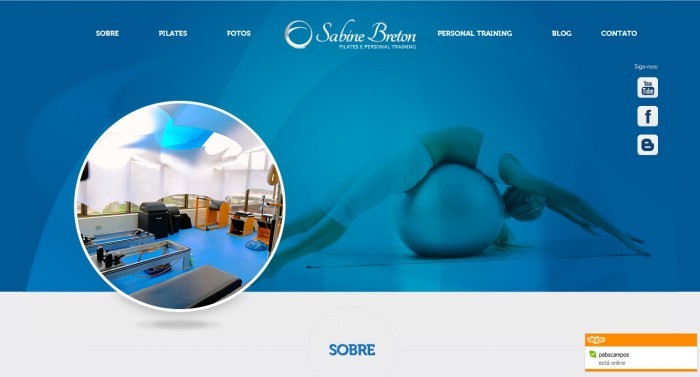 SOBRE PILATES FOTOS Sabine Breton PERSONAL TRAINING BLOG CONTATO
PILATES E PERSONAL TRAINING
Siga-nos:
You
Tube
f
B
SOBRE
pabscampos
está online